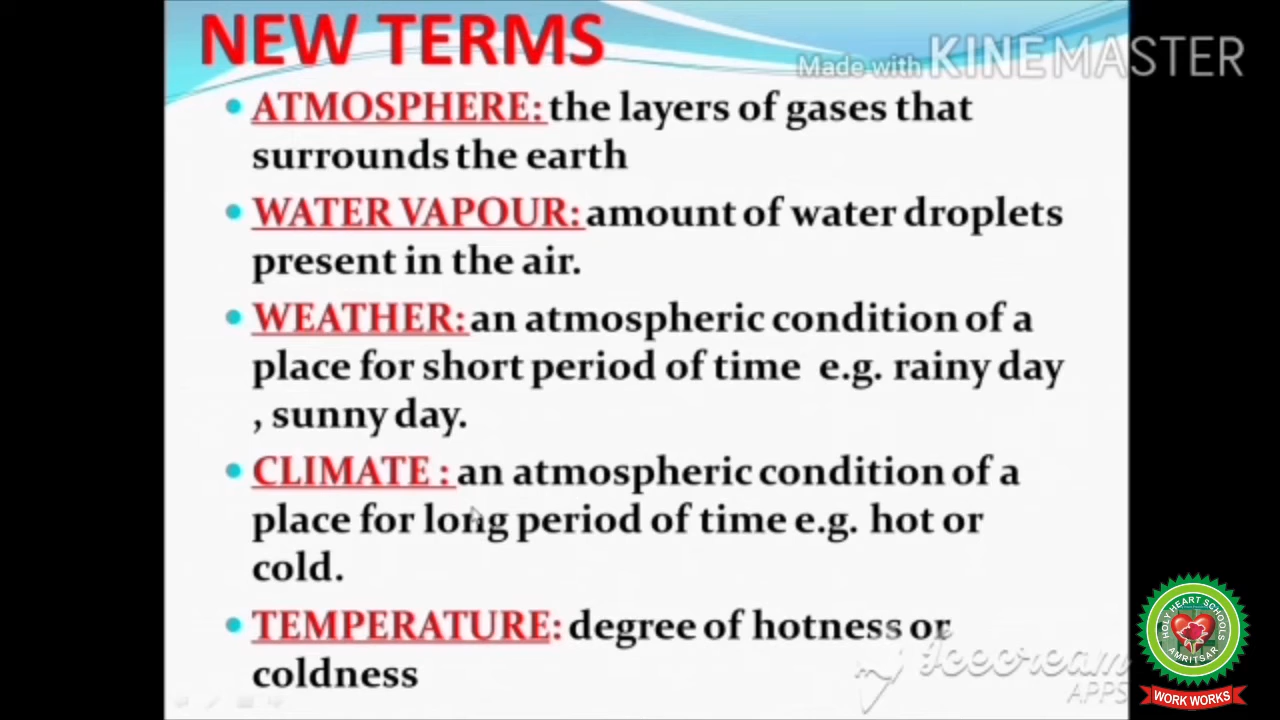 NEW TERMS
Made with KINEMASTER
ATMOSPHERE: the layers of gases that
surrounds the earth
WATER VAPOUR: amount of water droplets
present in the air.
WEATHER: an atmospheric condition of a
place for short period of time e.g. rainy day
, sunny day.
CLIMATE : an atmospheric condition of a
place for long period of time e.g. hot or
cold.
TEMPERATURE: degree of hotness or
coldness
Icecream
APPS
HOLY HEART SCHOOLS
AMRITSAR
WORK WORKS